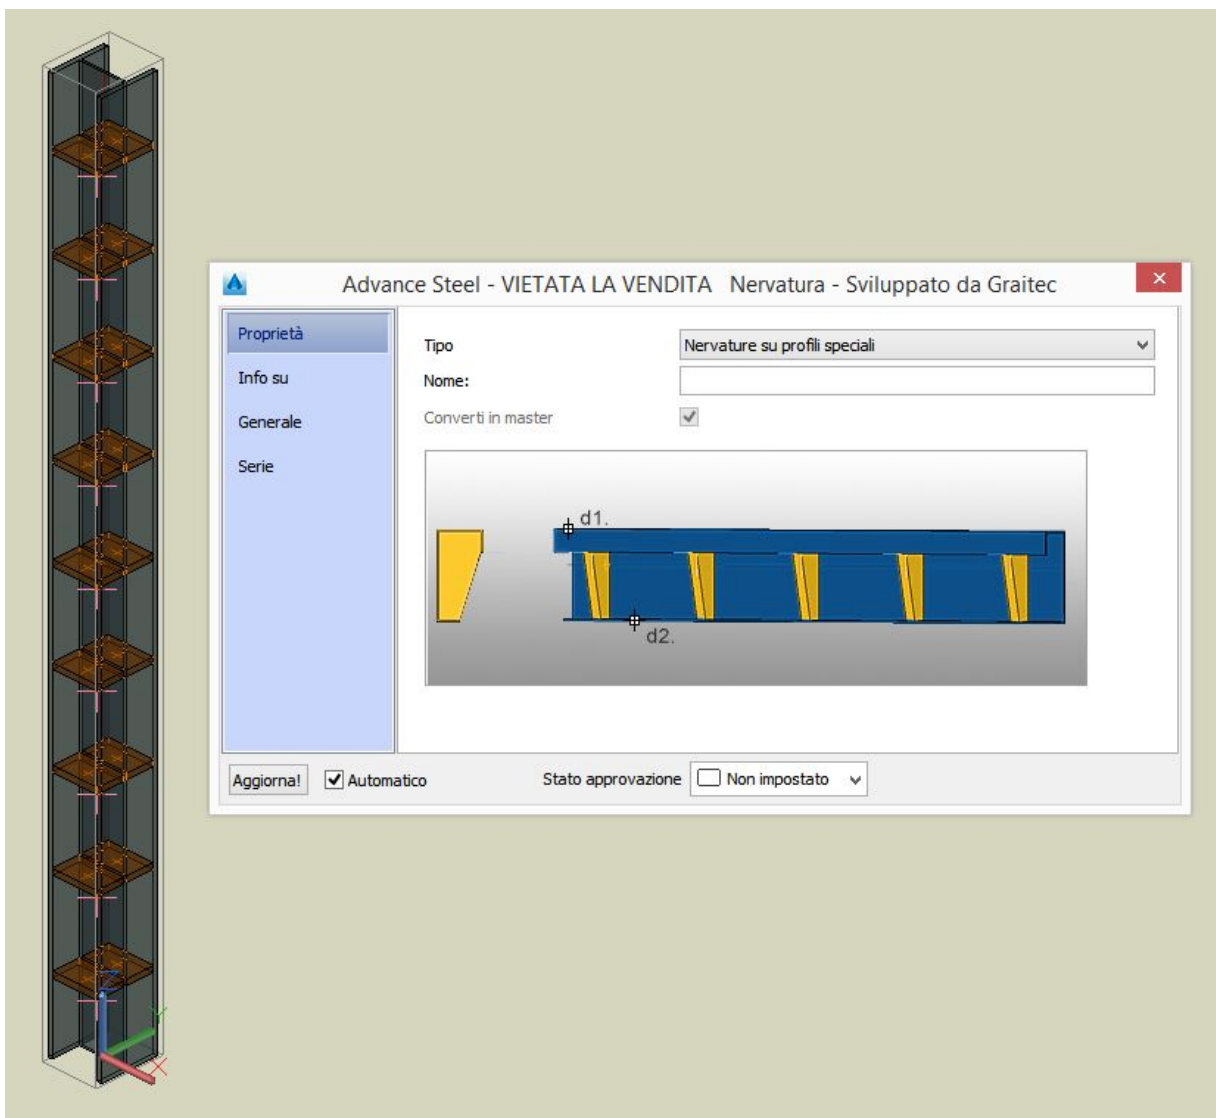 Advance Steel - VIETATA LA VENDITA Nervatura - Sviluppato da Graitec
Proprietà
Info su
Generale
Serie
Tipo
Nervature su profili speciali
Nome:
Converti in master
d1.
d2.
Aggiorna!
Automatico
Stato approvazione
Non impostato
Z
Y
X